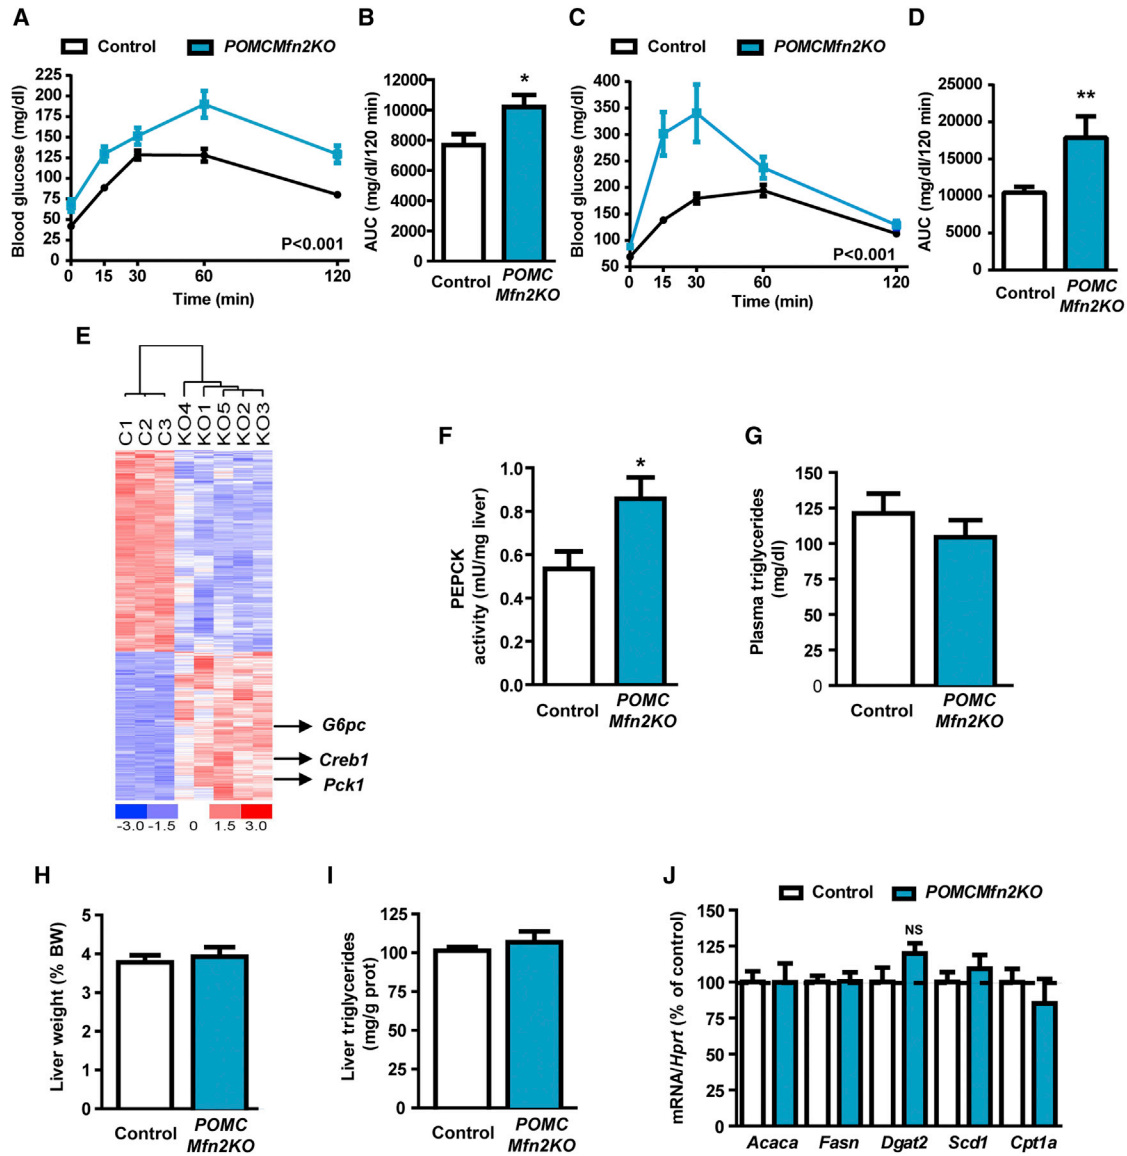 A
Control
POMCMfn2KO
Blood glucose (mg/dl)
225
200
175
150
125
100
75
50
25
0
P<0.001
0
15
30
60
120
Time (min)
B
AUC (mg/dl/120 min)
12000
10000
8000
6000
4000
2000
0
*
Control
POMC
Mfn2KO
C
Control
POMCMfn2KO
Blood glucose (mg/dl)
400
350
300
250
200
150
100
50
P<0.001
0
15
30
60
120
Time (min)
D
AUC (mg/dl/120 min)
25000
20000
15000
10000
5000
0
**
Control
POMC
Mfn2KO
E
C1
C2
C3
KO4
KO1
KO5
KO2
KO3
G6pc
Creb1
Pck1
-3.0 -1.5 0 1.5 3.0
F
PEPCK
activity (mU/mg liver)
1.0
0.8
0.6
0.4
0.2
0.0
*
Control
POMC
Mfn2KO
G
Plasma triglycerides
(mg/dl)
150
125
100
75
50
25
0
Control
POMC
Mfn2KO
H
Liver weight (% BW)
5
4
3
2
1
0
Control
POMC
Mfn2KO
I
Liver triglycerides
(mg/g prot)
125
100
75
50
25
0
Control
POMC
Mfn2KO
J
Control
POMCMfn2KO
mRNA/Hprt (% of control)
150
125
100
75
50
25
0
NS
Acaca
Fasn
Dgat2
Scd1
Cpt1a